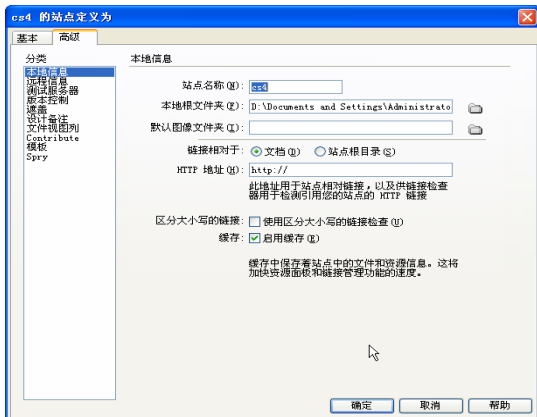 cs4 的站点定义为
基本 高级
分类
本地信息
远程信息
测试服务器
版本控制
遮盖
设计备注
文件视图列
Contribute
模板
Spry
本地信息
站点名称(N): cs4
本地根文件夹(F): D:\Documents and Settings\Administrato
默认图像文件夹(I):
链接相对于: 文档(D) 站点根目录(S)
HTTP 地址(H): http://
此地址用于站点相对链接，以及供链接检查
器用于检测引用您的站点的 HTTP 链接
区分大小写的链接: 使用区分大小写的链接检查(U)
缓存: 启用缓存(E)
缓存中保存着站点中的文件和资源信息。这将
加快资源面板和链接管理功能的速度。
确定 取消 帮助